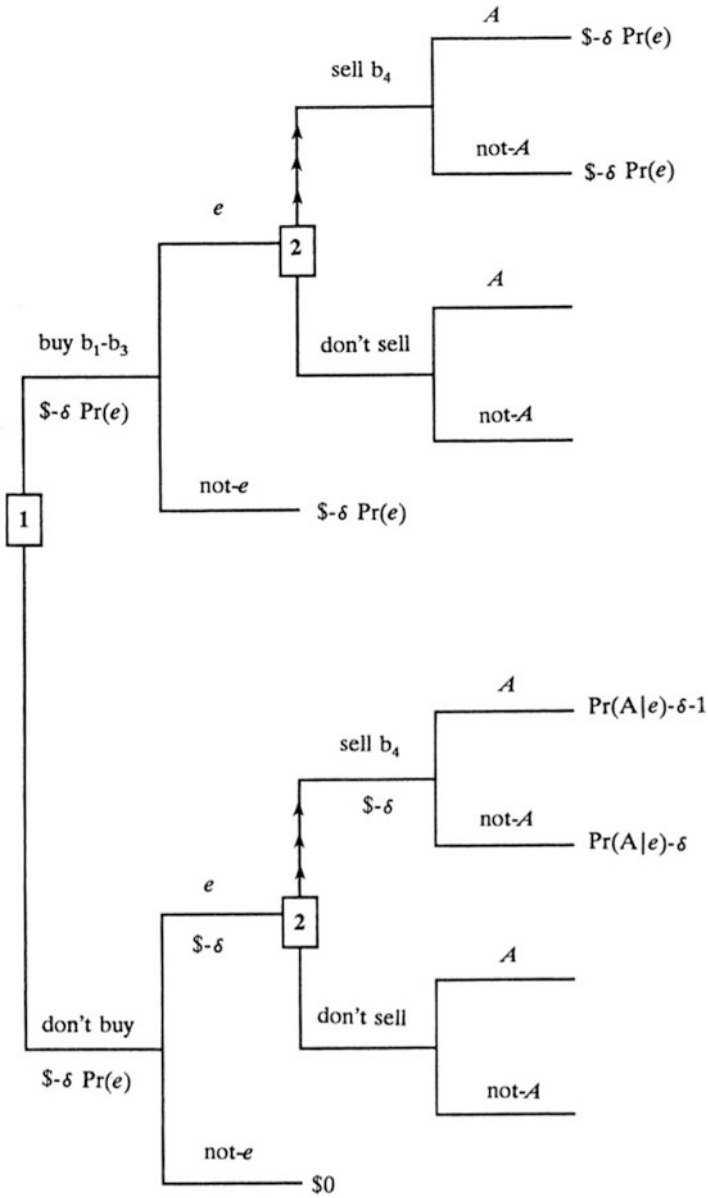 A
$-δ Pr(e)
sell b₄
not-A
$-δ Pr(e)
e
2
A
buy b₁-b₃
don't sell
$-δ Pr(e)
not-A
not-e
$-δ Pr(e)
1
A
Pr(A|e)-δ-1
sell b₄
$-δ
not-A
Pr(A|e)-δ
e
2
$-δ
A
don't buy
don't sell
$-δ Pr(e)
not-A
not-e
$0